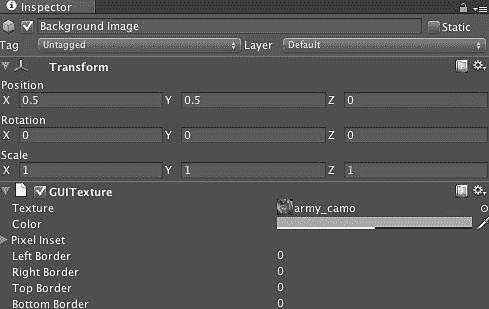 Inspector
Background Image Static
Tag Untagged Layer Default
Transform
Position
X 0.5 Y 0.5 Z 0
Rotation
X 0 Y 0 Z 0
Scale
X 1 Y 1 Z 1
GUITexture
Texture army_camo
Color
Pixel Inset
Left Border 0
Right Border 0
Top Border 0
Bottom Border 0